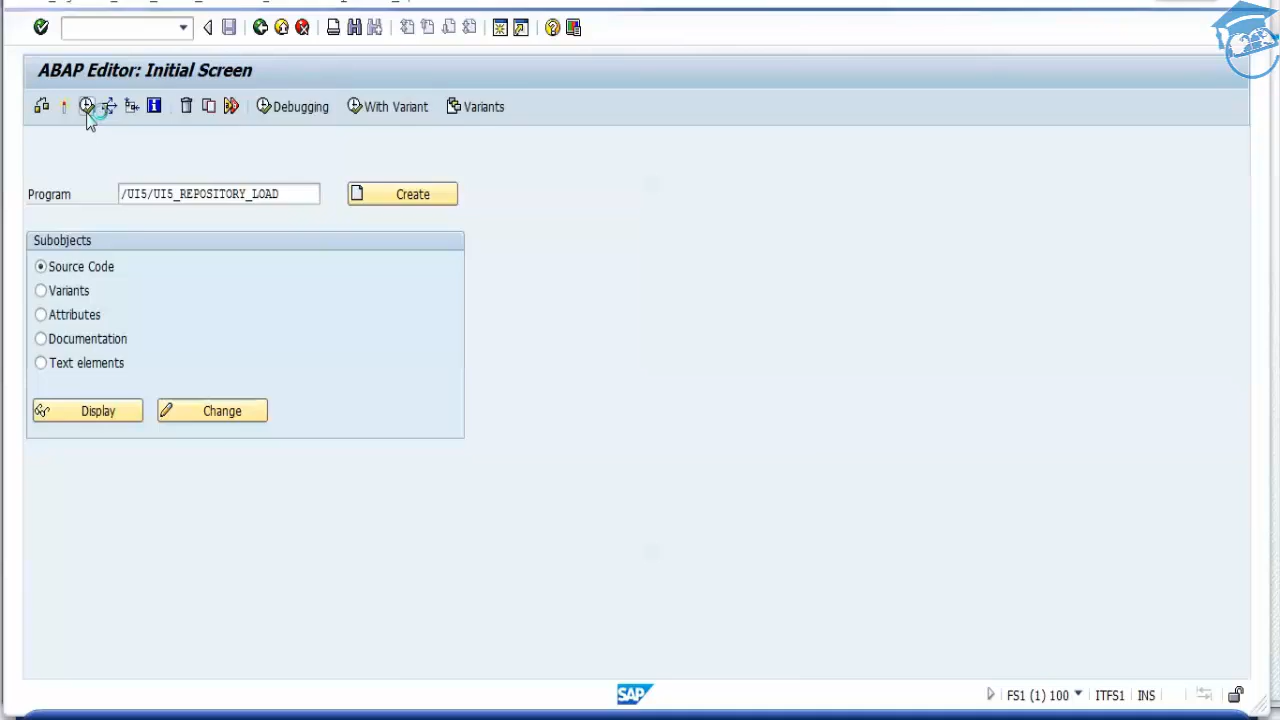 ABAP Editor: Initial Screen
Debugging With Variant Variants
Program /UI5/UI5_REPOSITORY_LOAD Create
Subobjects
Source Code
Variants
Attributes
Documentation
Text elements
Display Change
SAP FS1 (1) 100 ITFS1 INS